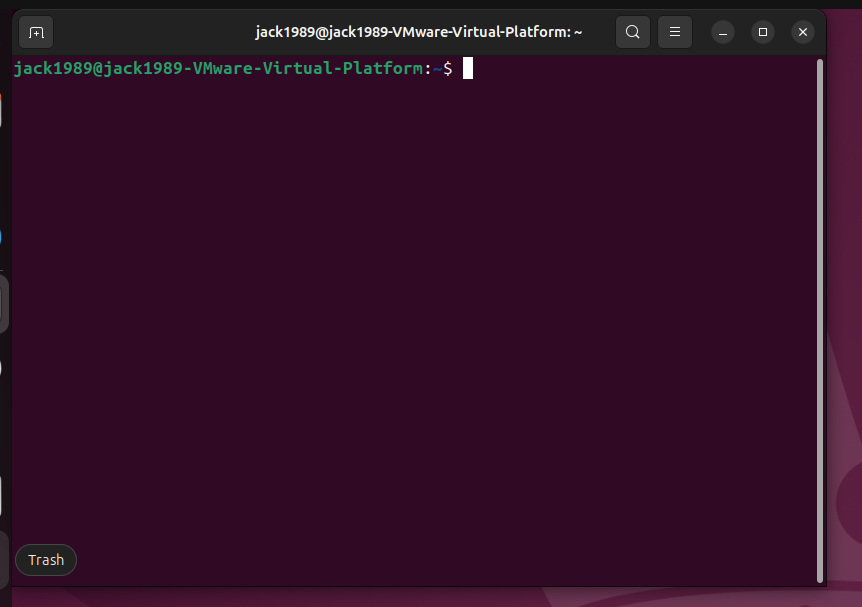 jack1989@jack1989-VMware-Virtual-Platform: ~
jack1989@jack1989-VMware-Virtual-Platform:~$
Trash